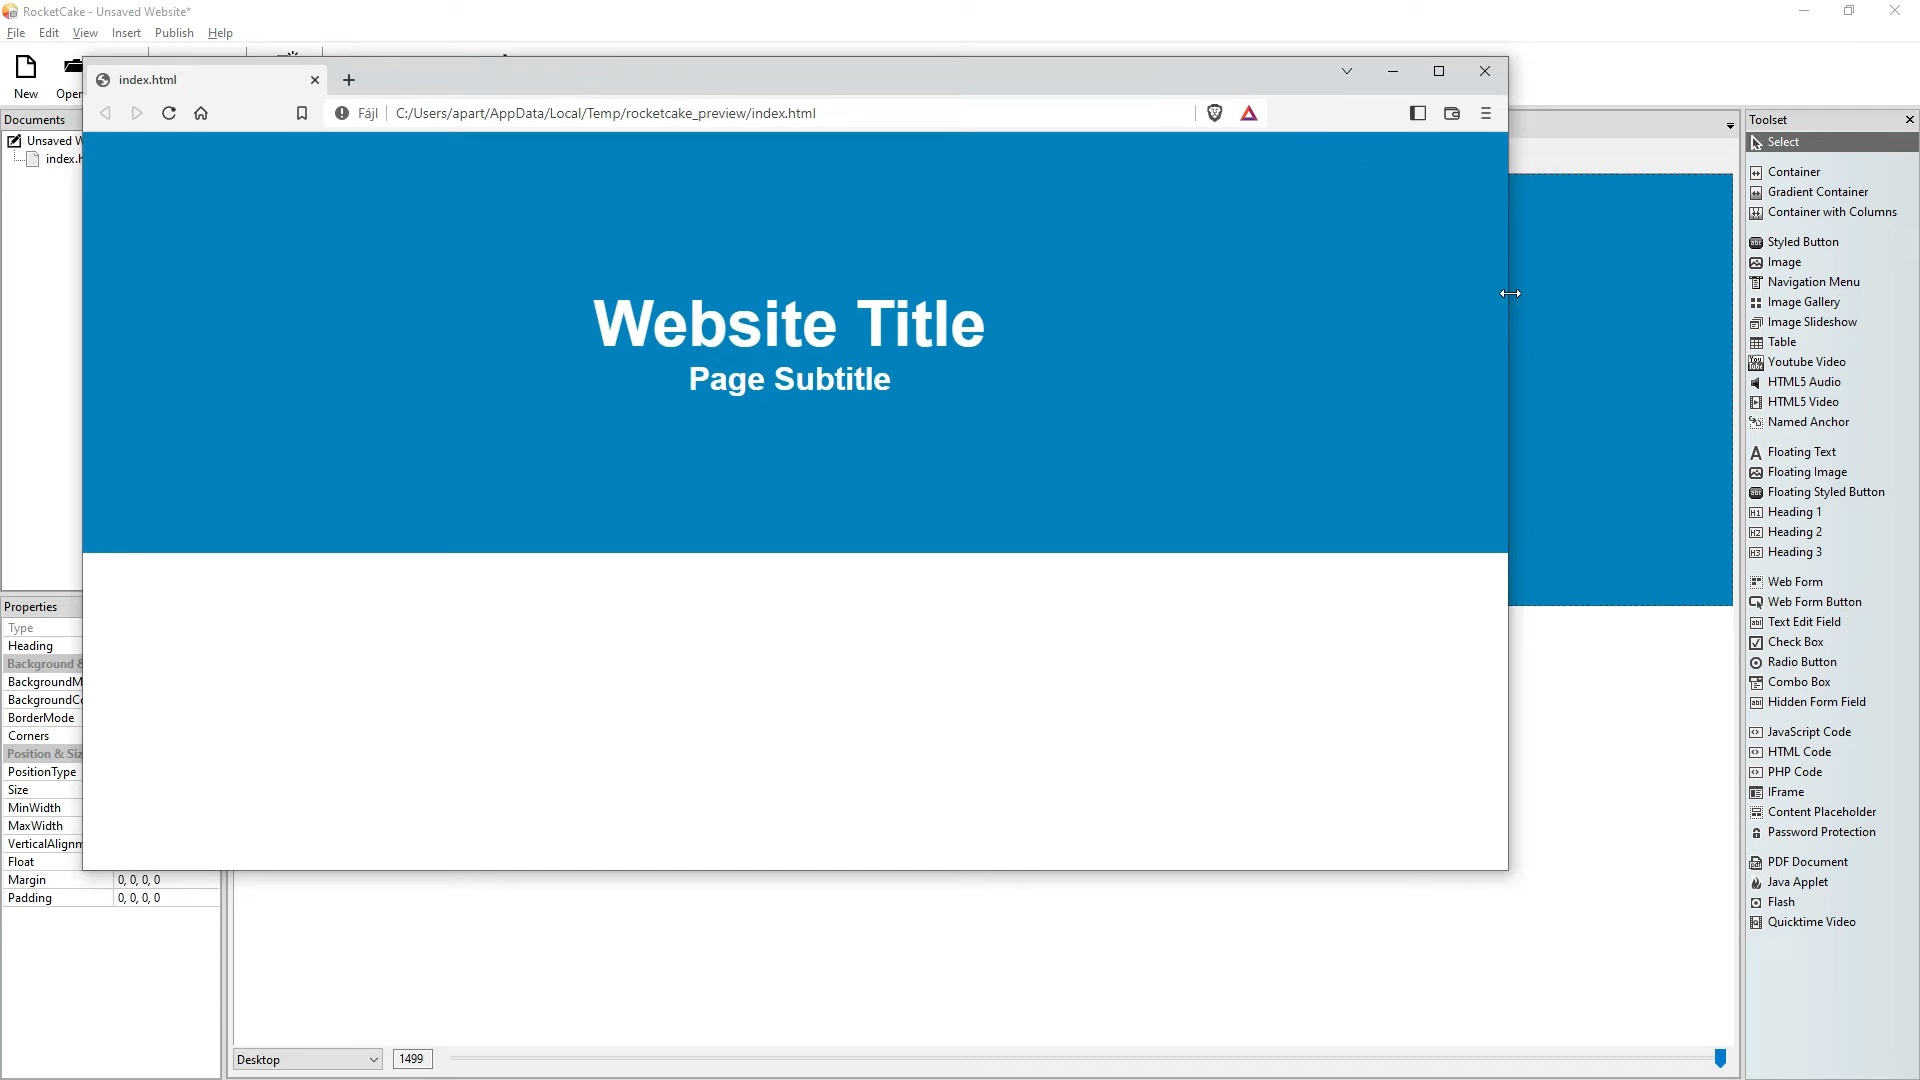 RocketCake - Unsaved Website*
File Edit View Insert Publish Help
New Open
index.html
Fájl C:/Users/apart/AppData/Local/Temp/rocketcake_preview/index.html
Website Title
Page Subtitle
Documents
Unsaved W
index.h
Properties
Type
Heading
Background &
BackgroundM
BackgroundCo
BorderMode
Corners
Position & Siz
PositionType
Size
MinWidth
MaxWidth
VerticalAlignm
Float
Margin 0, 0, 0, 0
Padding 0, 0, 0, 0
Desktop 1499
Toolset
Select
Container
Gradient Container
Container with Columns
Styled Button
Image
Navigation Menu
Image Gallery
Image Slideshow
Table
Youtube Video
HTML5 Audio
HTML5 Video
Named Anchor
Floating Text
Floating Image
Floating Styled Button
Heading 1
Heading 2
Heading 3
Web Form
Web Form Button
Text Edit Field
Check Box
Radio Button
Combo Box
Hidden Form Field
JavaScript Code
HTML Code
PHP Code
IFrame
Content Placeholder
Password Protection
PDF Document
Java Applet
Flash
Quicktime Video